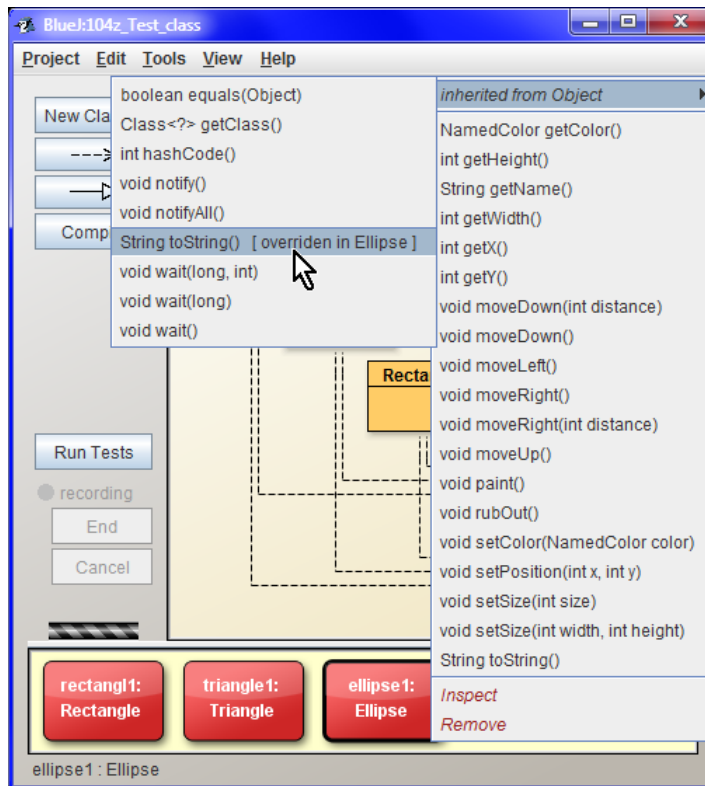 BlueJ:104z_Test_class
Project Edit Tools View Help
New Cla
Comp
boolean equals(Object)
Class<?> getClass()
int hashCode()
void notify()
void notifyAll()
String toString() [ overriden in Ellipse ]
void wait(long, int)
void wait(long)
void wait()
inherited from Object
NamedColor getColor()
int getHeight()
String getName()
int getWidth()
int getX()
int getY()
void moveDown(int distance)
void moveDown()
void moveLeft()
void moveRight()
void moveRight(int distance)
void moveUp()
void paint()
void rubOut()
void setColor(NamedColor color)
void setPosition(int x, int y)
void setSize(int size)
void setSize(int width, int height)
String toString()
Inspect
Remove
Recta
Run Tests
recording
End
Cancel
rectangl1:
Rectangle
triangle1:
Triangle
ellipse1:
Ellipse
ellipse1 : Ellipse